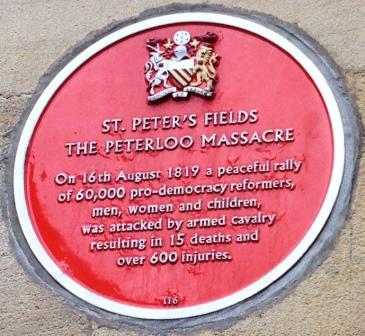 ST. PETER'S FIELDS
THE PETERLOO MASSACRE
On 16th August 1819 a peaceful rally
of 60,000 pro-democracy reformers,
men, women and children,
was attacked by armed cavalry
resulting in 15 deaths and
over 600 injuries.
116